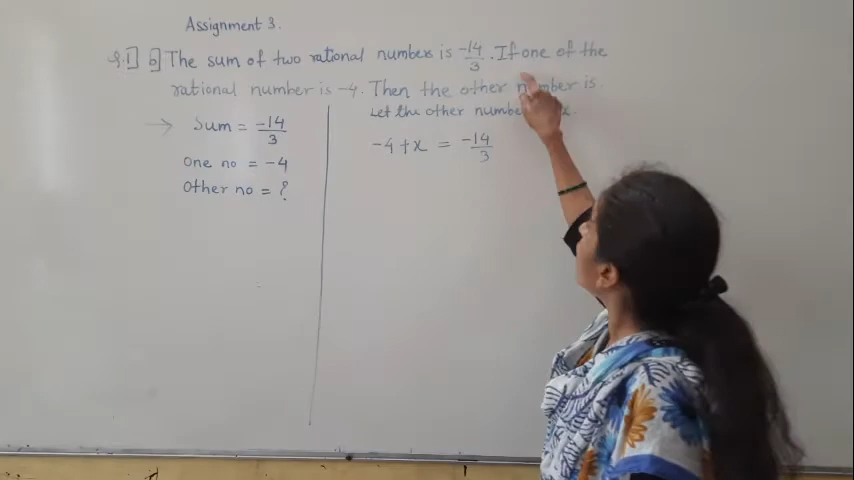 Assignment 3.
Q.1] b] The sum of two rational numbers is -14/3. If one of the
rational number is -4. Then the other number is
→ Sum = -14/3
One no = -4
Other no = ?
Let the other number x.
-4+x = -14/3